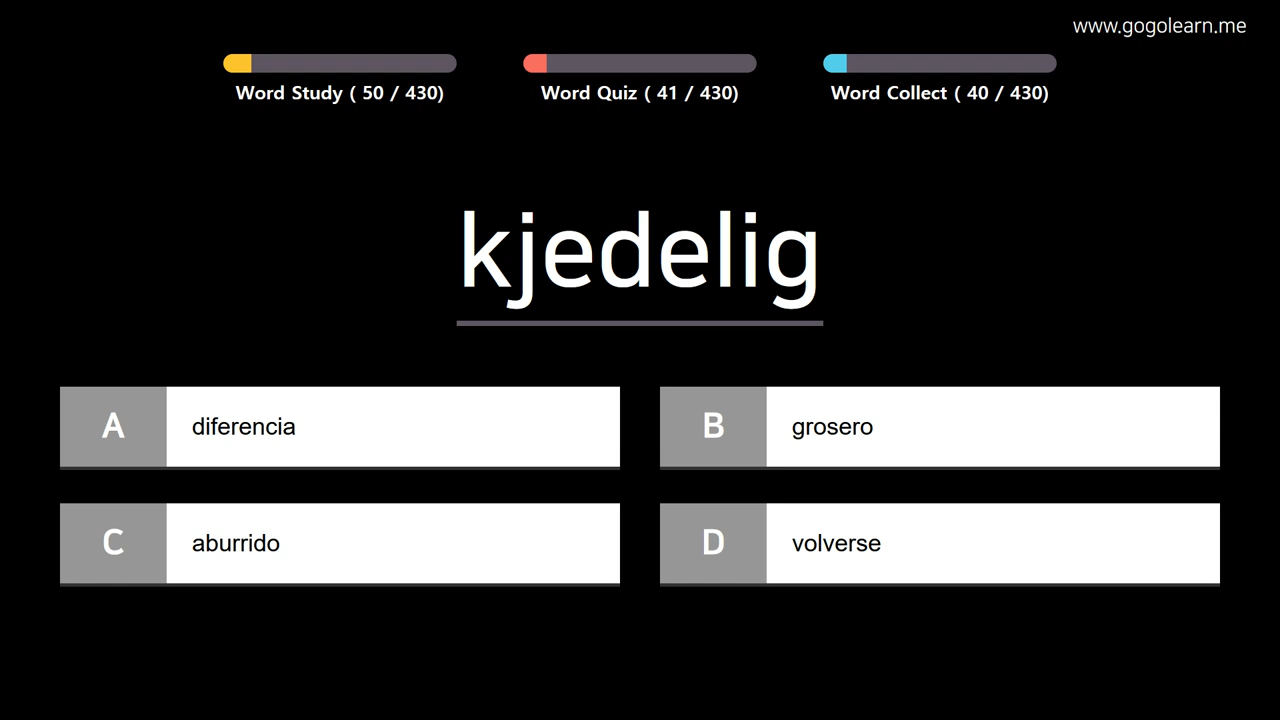 www.gogolearn.me
Word Study ( 50 / 430)
Word Quiz ( 41 / 430)
Word Collect ( 40 / 430)
kjedelig
A diferencia
B grosero
C aburrido
D volverse